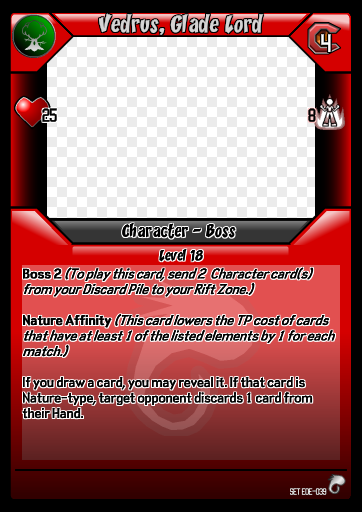 Vedrus, Glade Lord
4
25
8
Character - Boss
Level 18
Boss 2 (To play this card, send 2 Character card(s)
from your Discard Pile to your Rift Zone.)
Nature Affinity (This card lowers the TP cost of cards
that have at least 1 of the listed elements by 1 for each
match.)
If you draw a card, you may reveal it. If that card is
Nature-type, target opponent discards 1 card from
their Hand.
SET EOE-039